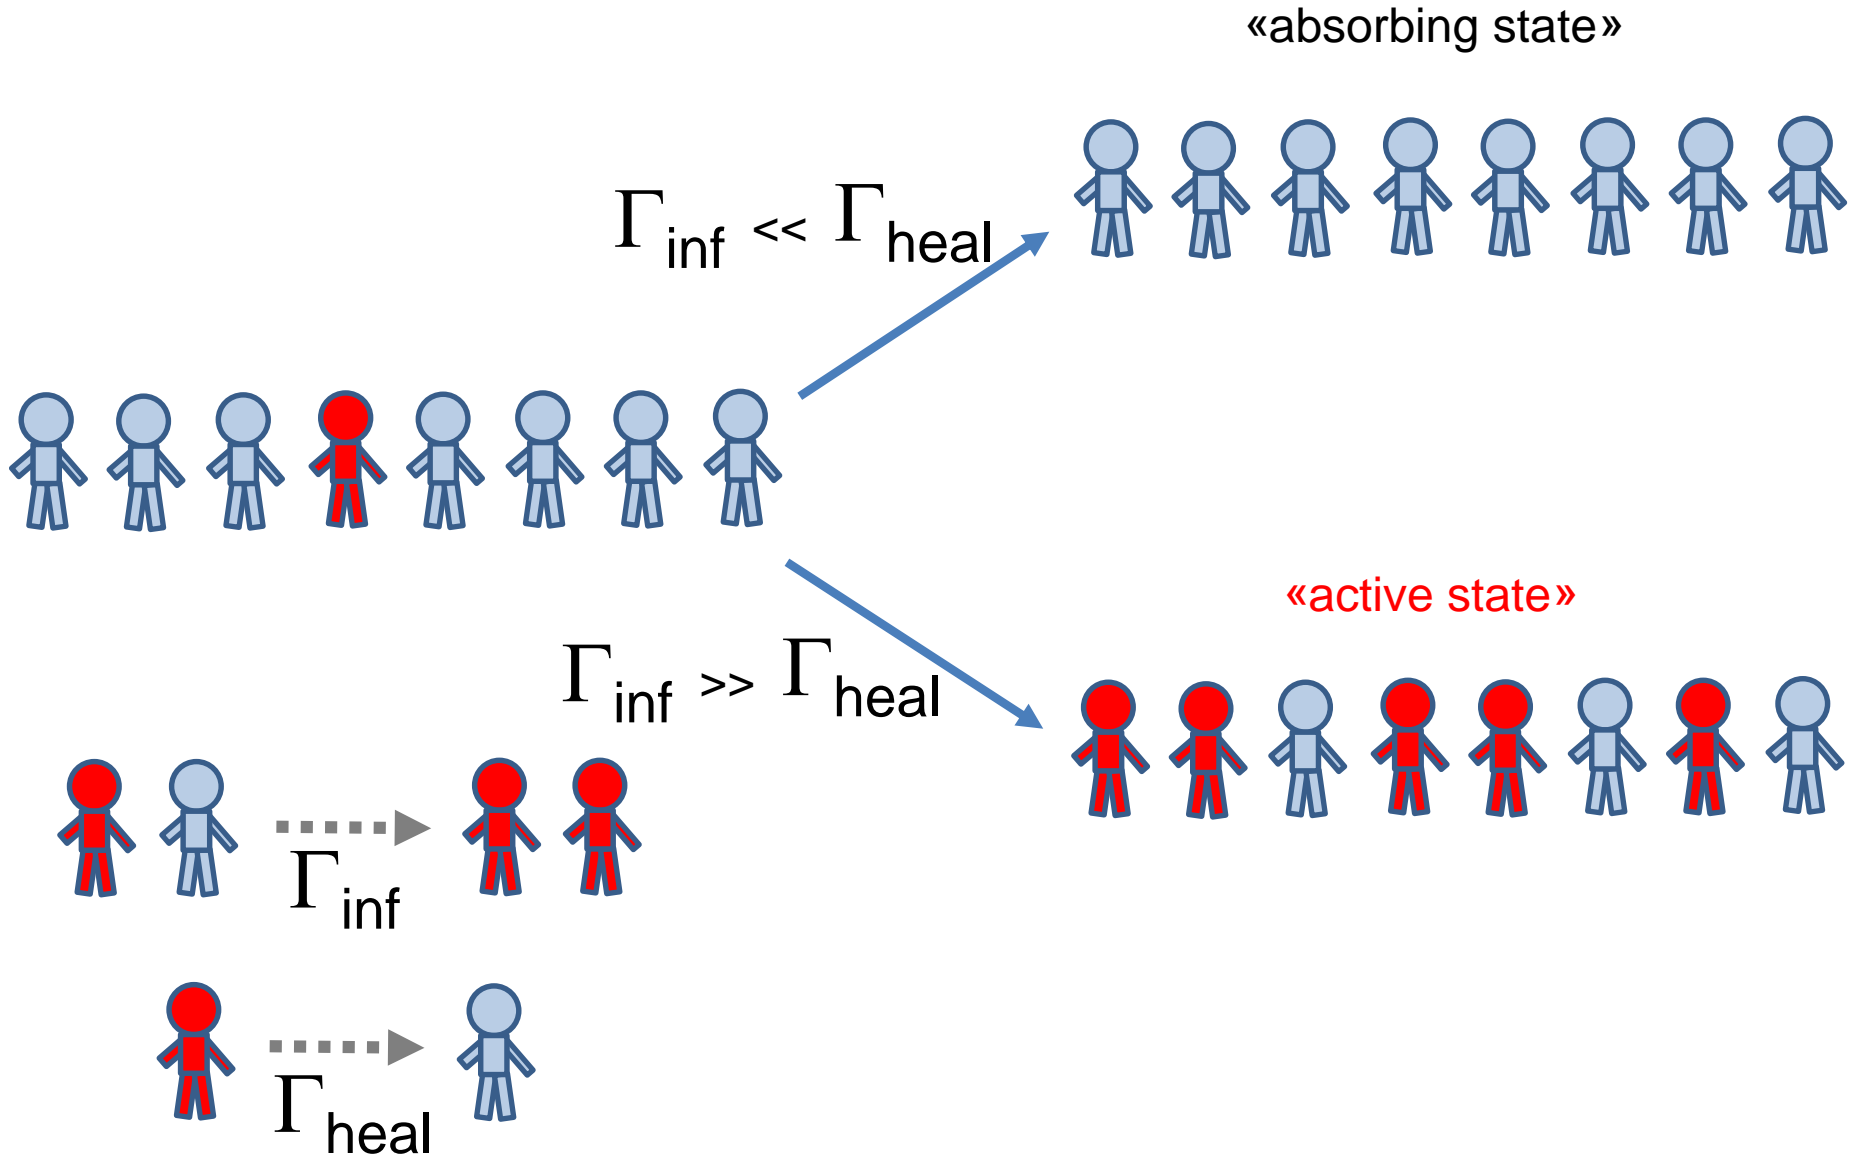 «absorbing state»
Γinf << Γheal
«active state»
Γinf >> Γheal
Γinf
Γheal